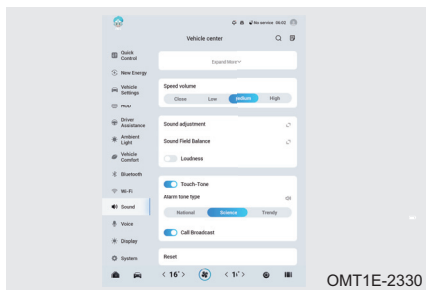 No service 00:02
Vehicle center
Quick
Control
Expand More
New Energy
Vehicle
Settings
Speed volume
Close Low Medium High
HUD
Driver
Assistance
Sound adjustment
Ambient
Light
Sound Field Balance
Vehicle
Comfort
Loudness
Bluetooth
Touch-Tone
Wi-Fi
Alarm tone type
Sound
National Science Trendy
Voice
Call Broadcast
Display
System
Reset
< 16° > < 16° >
OMT1E-2330